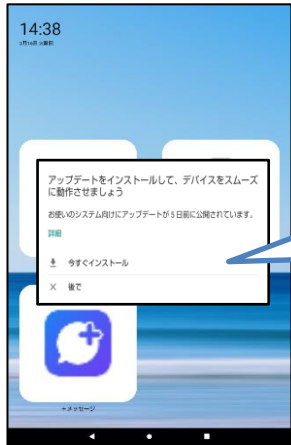 14:38
アップデートをインストールして、デバイスをスムーズ
に動作させましょう
お使いのシステム向けにアップデートが 5 日前に公開されています。
詳細
今すぐインストール
後で
+メッセージ